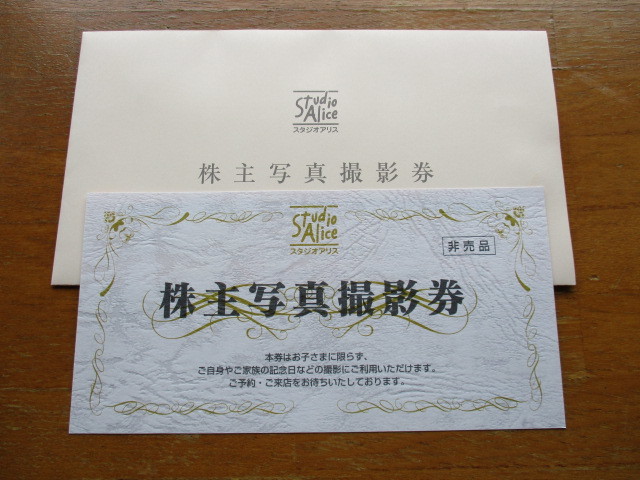 Studio
Alice
スタジオアリス
株主写真撮影券
Studio
Alice
スタジオアリス
非売品
株主写真撮影券
本券はお子さまに限らず、
ご自身やご家族の記念日などの撮影にご利用いただけます。
ご予約・ご来店をお待ちいたしております。